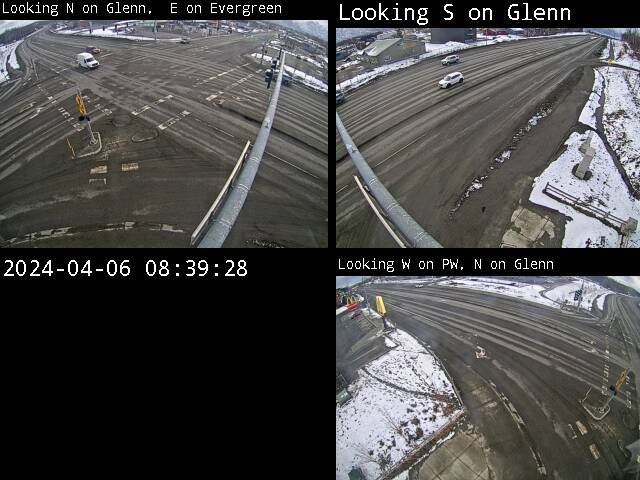 Looking N on Glenn,  E on Evergreen
Looking S on Glenn
2024-04-06 08:39:28
Looking W on PW, N on Glenn